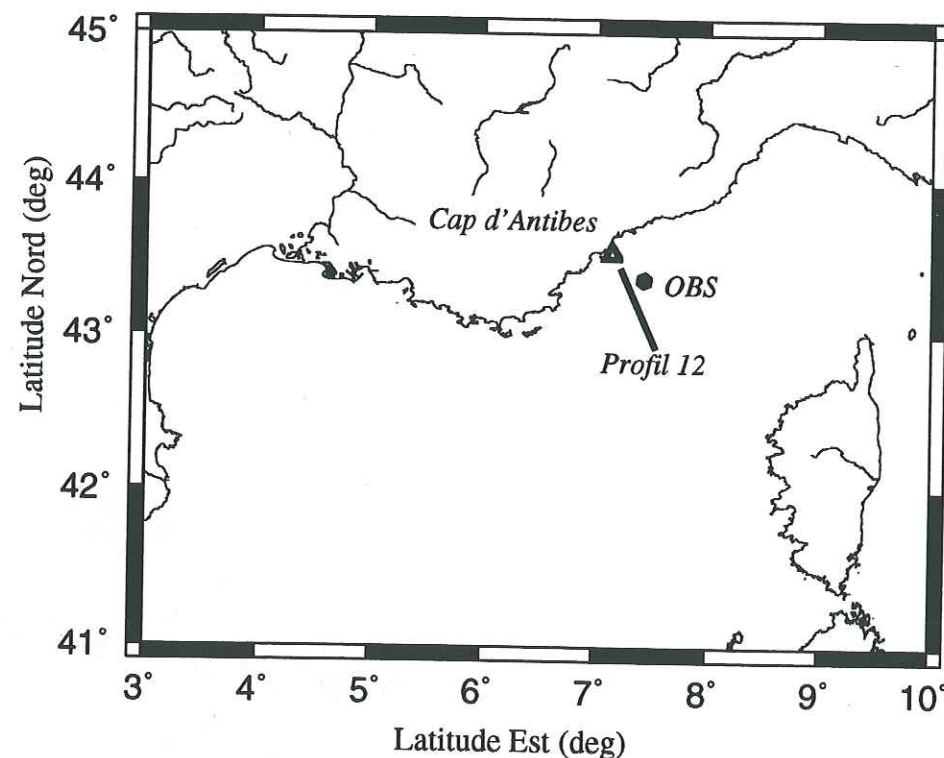 45°
44°
43°
42°
41°
Latitude Nord (deg)
Cap d'Antibes
OBS
Profil 12
3°
4°
5°
6°
7°
8°
9°
10°
Latitude Est (deg)